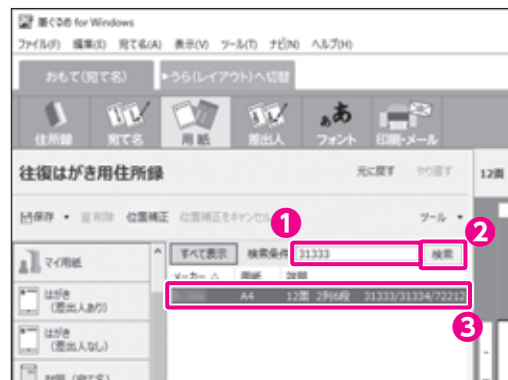 筆ぐるめ for Windows
ファイル(F) 編集(E) 宛て名(A) 表示(V) ツール(T) ナビ(N) ヘルプ(H)
おもて(宛て名) ▶うら(レイアウト)へ切替
住所録 宛て名 用紙 差出人 フォント 印刷・メール
往復はがき用住所録 元に戻す やり直す 12面
保存 ▼ 削除 位置補正 位置補正をキャンセル ツール ▼
1 2
マイ用紙 すべて表示 検索条件 31333 検索
メーカー △ 用紙 説明
はがき
(差出人あり)
A4 12面 2列6段 31333/31334/72212
3
はがき
(差出人なし)